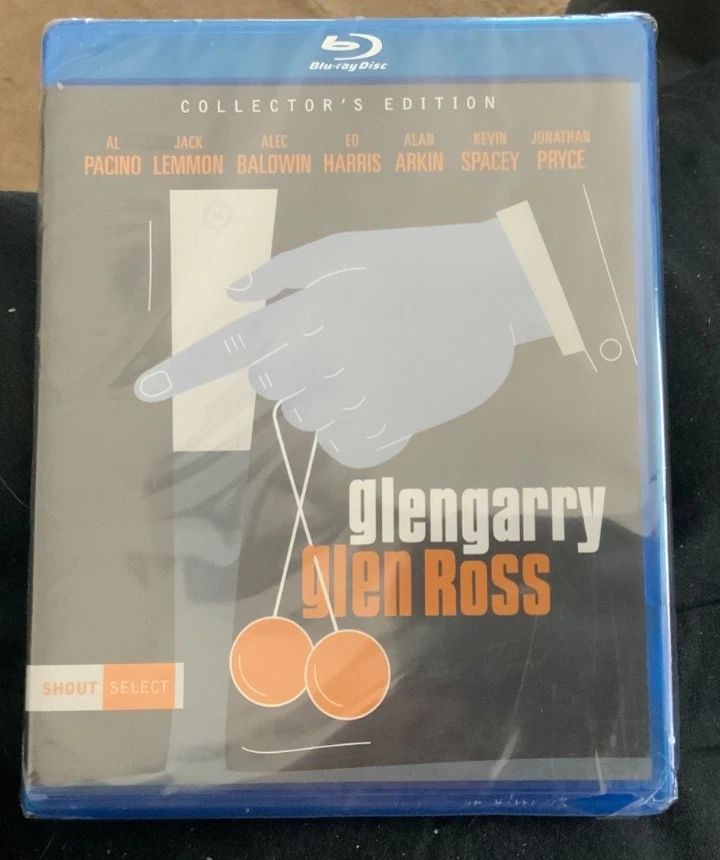 Blu-ray Disc
COLLECTOR'S EDITION
AL PACINO
JACK LEMMON
ALEC BALDWIN
ED HARRIS
ALAN ARKIN
KEVIN SPACEY
JONATHAN PRYCE
glengarry
glen Ross
SHOUT SELECT